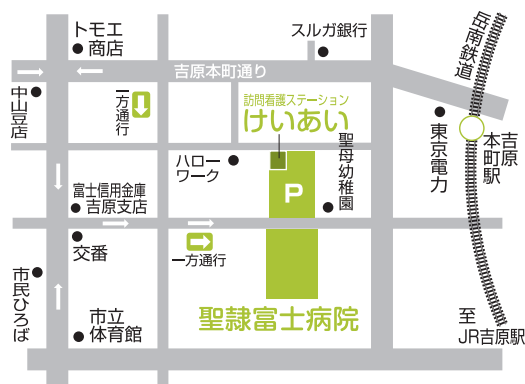 トモエ
商店
スルガ銀行
岳南鉄道
吉原本町通り
中山豆店
一方
通行
訪問看護ステーション
けいあい
聖母幼稚園
東京電力
吉原
本町駅
ハロー
ワーク
P
富士信用金庫
吉原支店
交番
一方通行
市民ひろば
市立
体育館
聖隷富士病院
至
JR吉原駅